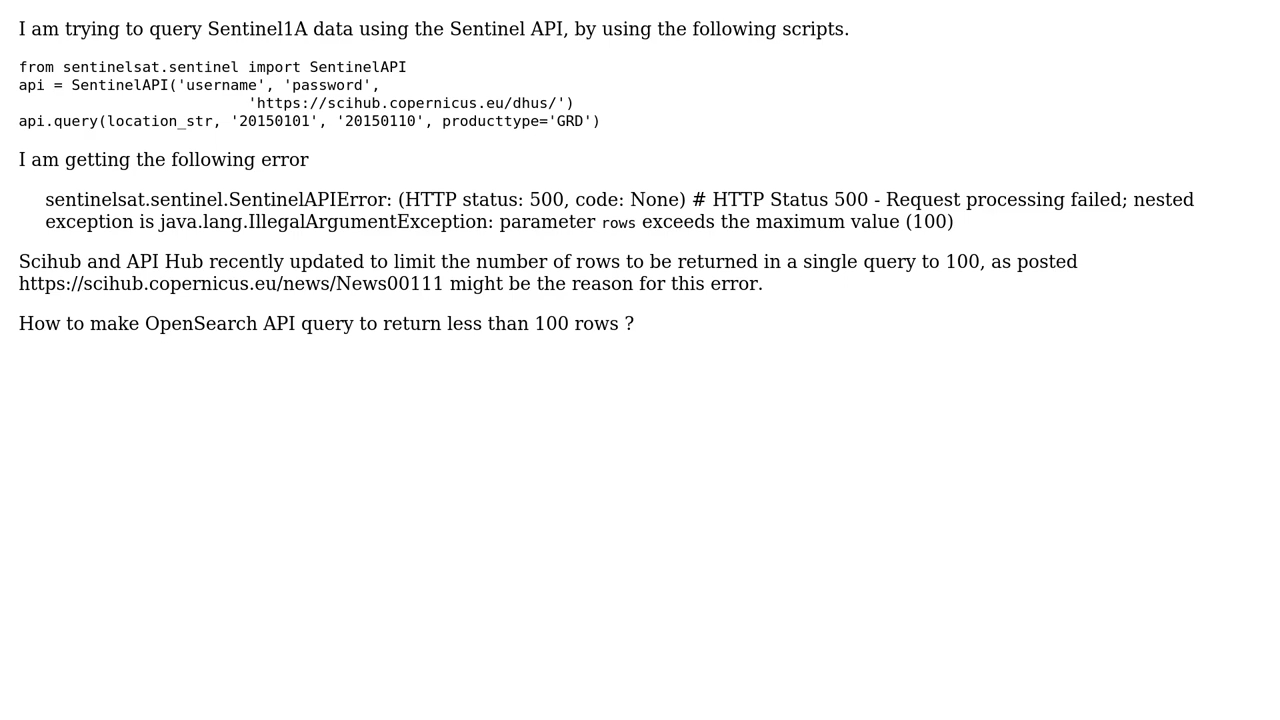 I am trying to query Sentinel1A data using the Sentinel API, by using the following scripts.
from sentinelsat.sentinel import SentinelAPI
api = SentinelAPI('username', 'password',
                          'https://scihub.copernicus.eu/dhus/')
api.query(location_str, '20150101', '20150110', producttype='GRD')
I am getting the following error
sentinelsat.sentinel.SentinelAPIError: (HTTP status: 500, code: None) # HTTP Status 500 - Request processing failed; nested
exception is java.lang.IllegalArgumentException: parameter rows exceeds the maximum value (100)
Scihub and API Hub recently updated to limit the number of rows to be returned in a single query to 100, as posted
https://scihub.copernicus.eu/news/News00111 might be the reason for this error.
How to make OpenSearch API query to return less than 100 rows ?